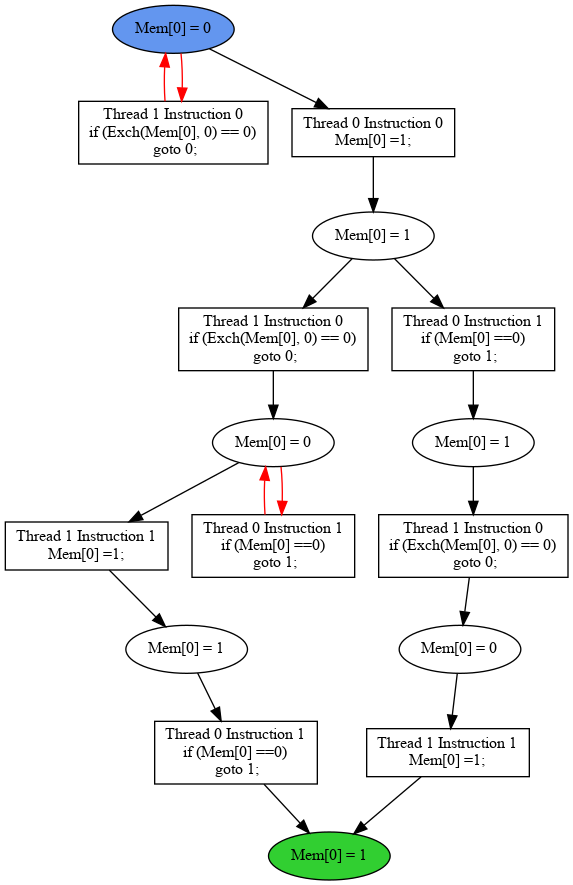 Mem[0] = 0
Thread 1 Instruction 0
if (Exch(Mem[0], 0) == 0)
goto 0;
Thread 0 Instruction 0
Mem[0] =1;
Mem[0] = 1
Thread 1 Instruction 0
if (Exch(Mem[0], 0) == 0)
goto 0;
Thread 0 Instruction 1
if (Mem[0] ==0)
goto 1;
Mem[0] = 0
Mem[0] = 1
Thread 1 Instruction 1
Mem[0] =1;
Thread 0 Instruction 1
if (Mem[0] ==0)
goto 1;
Thread 1 Instruction 0
if (Exch(Mem[0], 0) == 0)
goto 0;
Mem[0] = 1
Mem[0] = 0
Thread 0 Instruction 1
if (Mem[0] ==0)
goto 1;
Thread 1 Instruction 1
Mem[0] =1;
Mem[0] = 1